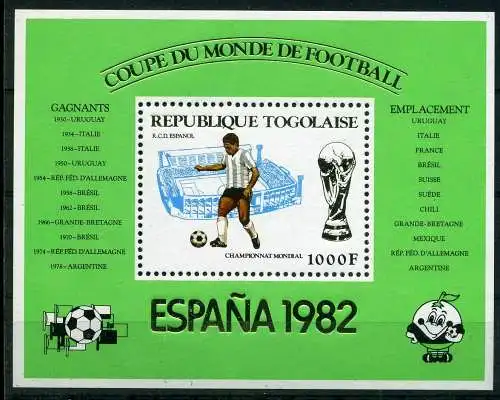 COUPE DU MONDE DE FOOTBALL
GAGNANTS
1930-URUGUAY
1934-ITALIE
1938-ITALIE
1950-URUGUAY
1954-RÉP. FÉD. D'ALLEMAGNE
1958-BRÉSIL
1962-BRÉSIL
1966-GRANDE-BRETAGNE
1970-BRÉSIL
1974-RÉP. FÉD. D'ALLEMAGNE
1978-ARGENTINE
REPUBLIQUE TOGOLAISE
R.C.D. ESPANOL
CHAMPIONNAT MONDIAL
1000F
EMPLACEMENT
URUGUAY
ITALIE
FRANCE
BRÉSIL
SUISSE
SUÈDE
CHILI
GRANDE-BRETAGNE
MEXIQUE
RÉP. FÉD. D'ALLEMAGNE
ARGENTINE
ESPAÑA 1982